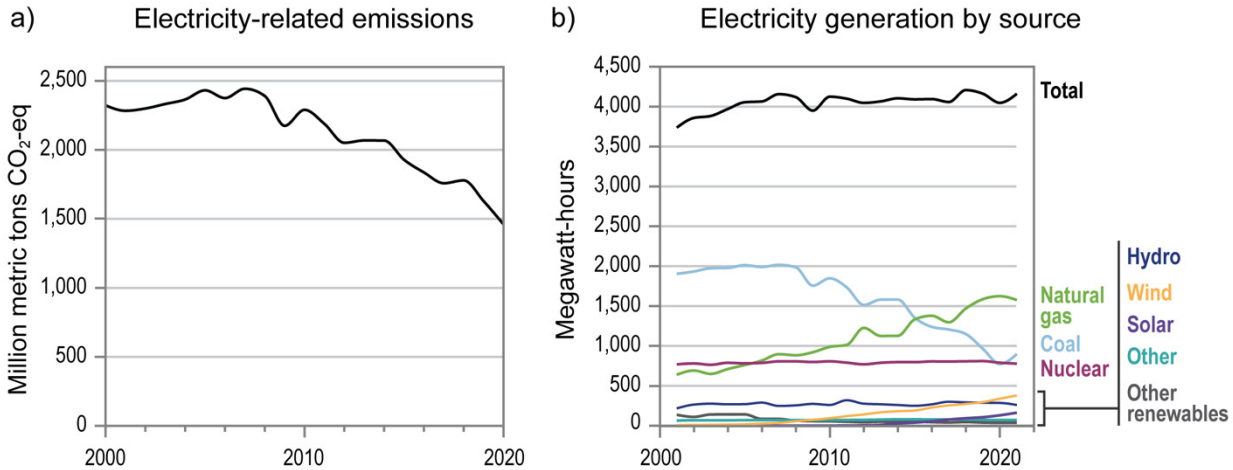 a) Electricity-related emissions
Million metric tons CO₂-eq
2,500
2,000
1,500
1,000
500
0
2000
2010
2020
b) Electricity generation by source
Megawatt-hours
4,500
4,000
3,500
3,000
2,500
2,000
1,500
1,000
500
0
2000
2010
2020
Total
Natural
gas
Coal
Nuclear
Hydro
Wind
Solar
Other
Other
renewables